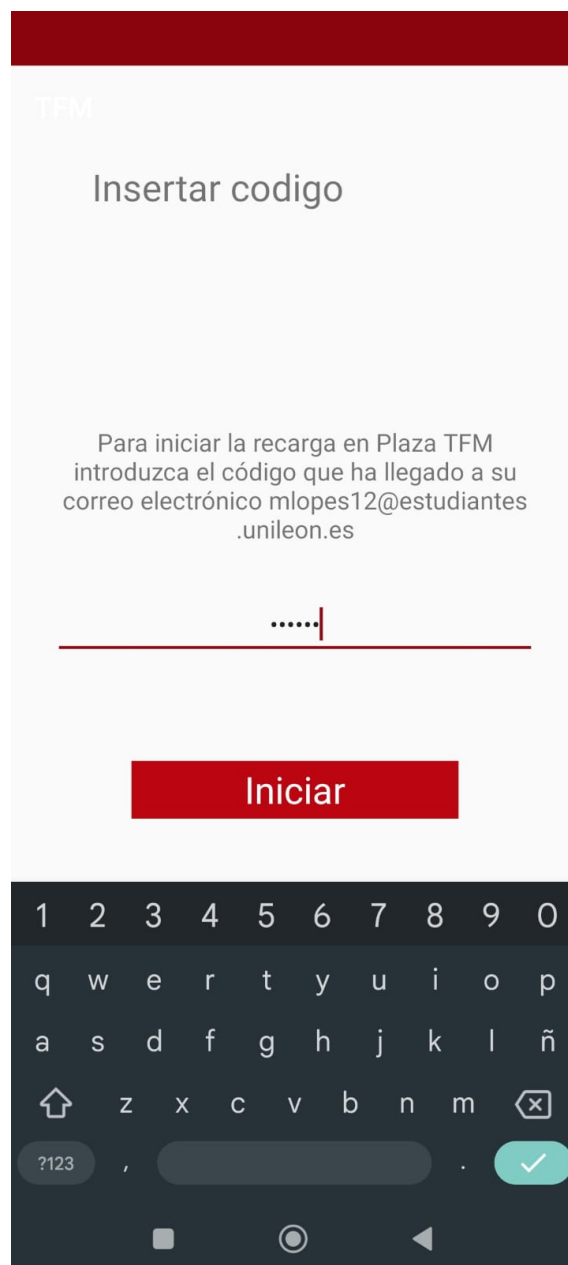 TFM
Insertar codigo
Para iniciar la recarga en Plaza TFM
introduzca el código que ha llegado a su
correo electrónico mlopes12@estudiantes
.unileon.es
••••••
Iniciar
1 2 3 4 5 6 7 8 9 0
q w e r t y u i o p
a s d f g h j k l ñ
z x c v b n m
?123 , .